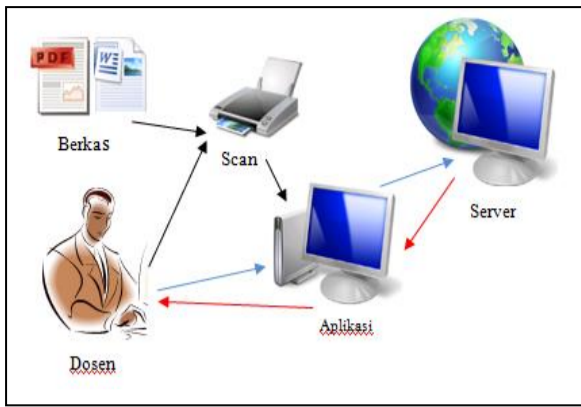 PDF
W
Berkas
Scan
Server
Aplikasi
Dosen